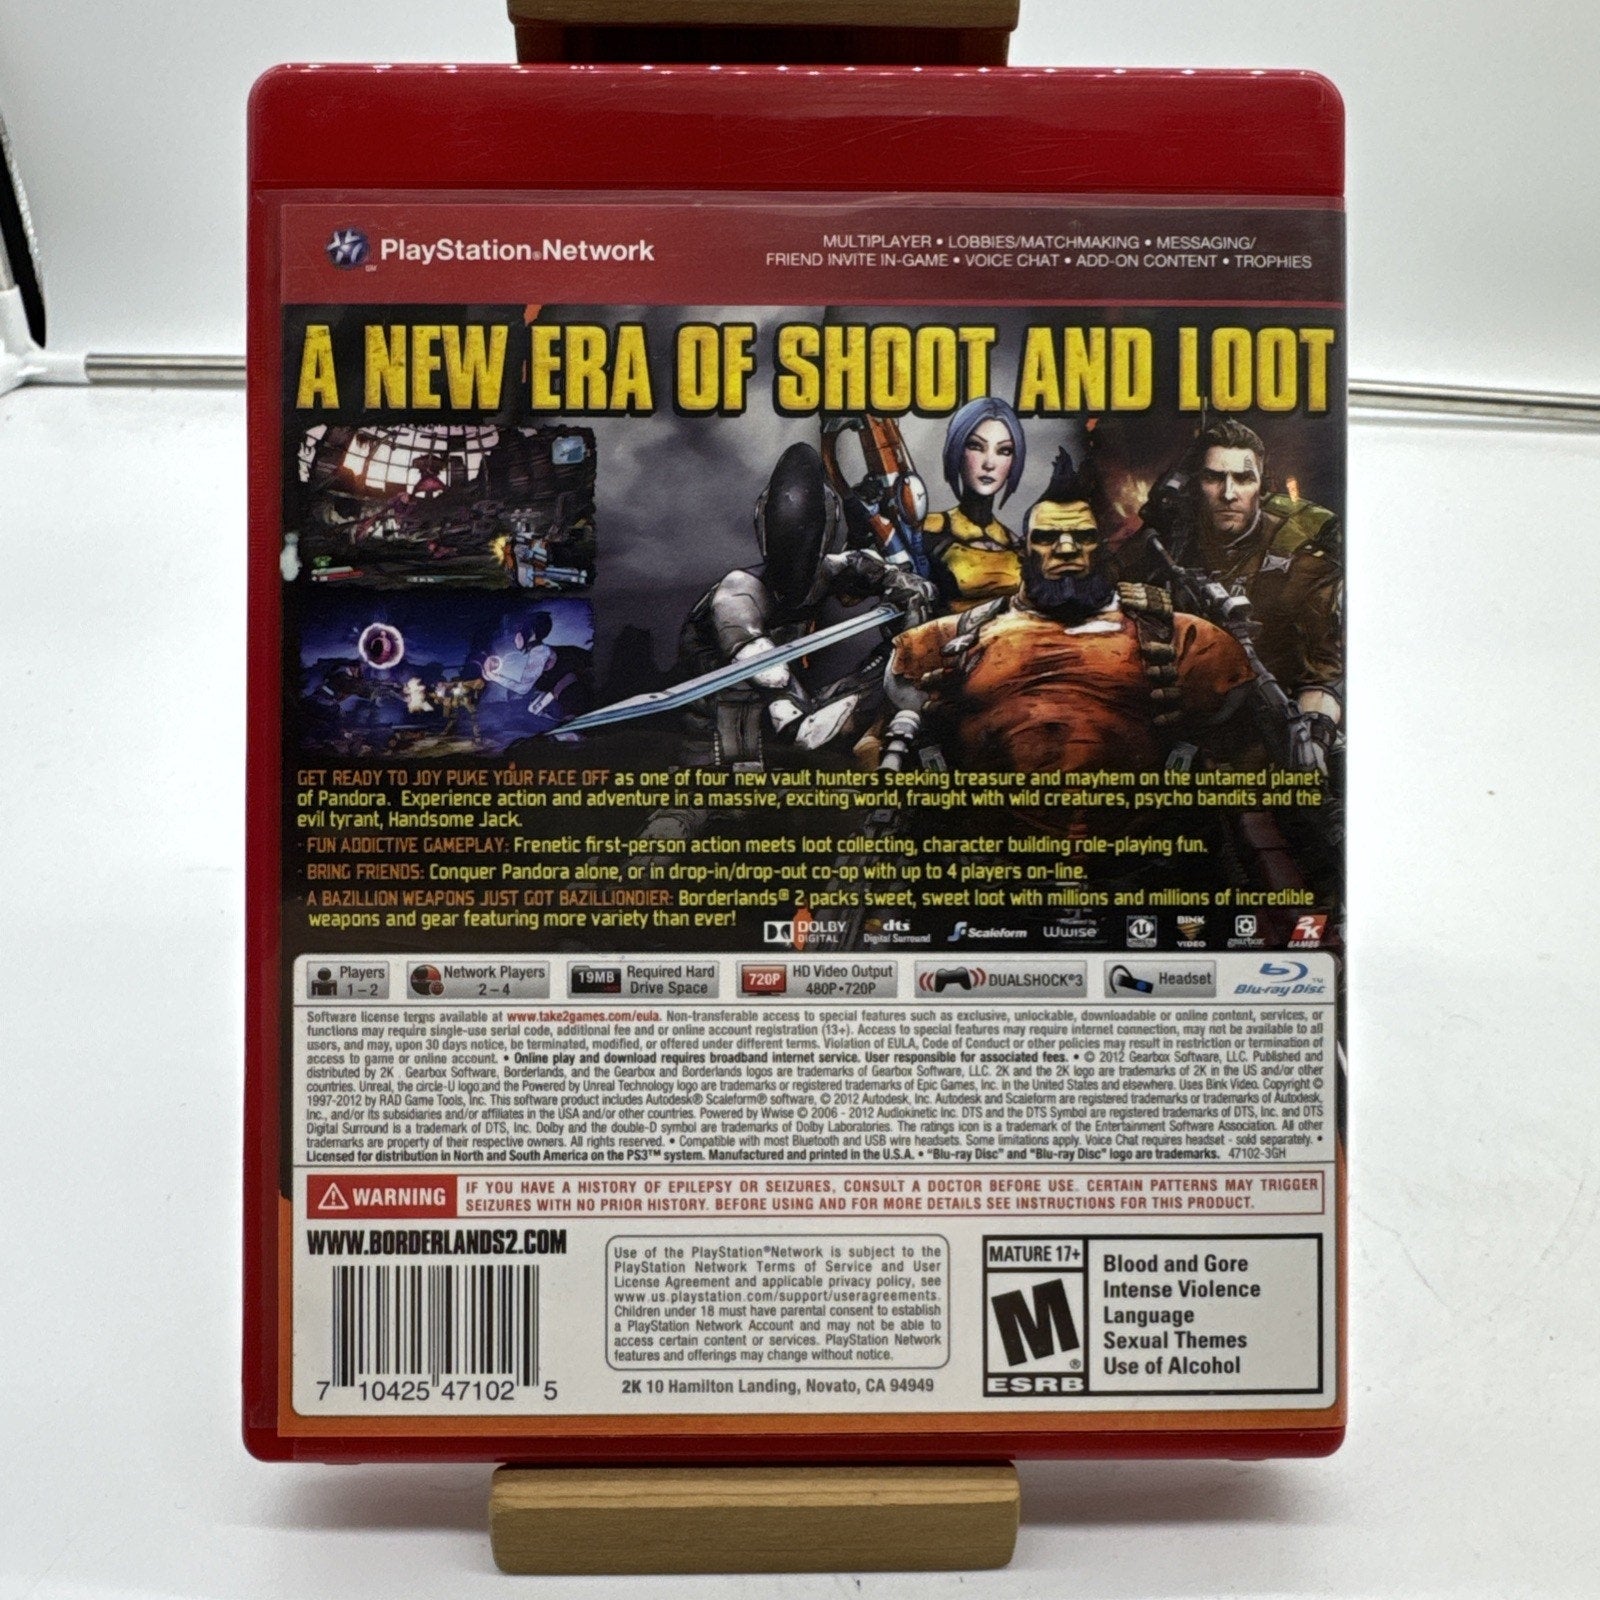 PlayStation®Network
MULTIPLAYER • LOBBIES/MATCHMAKING • MESSAGING/
FRIEND INVITE IN-GAME • VOICE CHAT • ADD-ON CONTENT • TROPHIES
A NEW ERA OF SHOOT AND LOOT
GET READY TO JOY PUKE YOUR FACE OFF as one of four new vault hunters seeking treasure and mayhem on the untamed planet
of Pandora. Experience action and adventure in a massive, exciting world, fraught with wild creatures, psycho bandits and the
evil tyrant, Handsome Jack.
· FUN ADDICTIVE GAMEPLAY: Frenetic first-person action meets loot collecting, character building role-playing fun.
· BRING FRIENDS: Conquer Pandora alone, or in drop-in/drop-out co-op with up to 4 players on-line.
· A BAZILLION WEAPONS JUST GOT BAZILLIONDIER: Borderlands® 2 packs sweet, sweet loot with millions and millions of incredible
weapons and gear featuring more variety than ever!
DOLBY DIGITAL
dts Digital Surround
Scaleform
Powered by Wwise
BINK VIDEO
gearbox
2K GAMES
Players 1–2
Network Players 2–4
19MB Required Hard Drive Space
720P HD Video Output 480P•720P
DUALSHOCK®3
Headset
Blu-ray Disc™
Software license terms available at www.take2games.com/eula. Non-transferable access to special features such as exclusive, unlockable, downloadable or online content, services, or
functions may require single-use serial code, additional fee and or online account registration (13+). Access to special features may require internet connection, may not be available to all
users, and may, upon 30 days notice, be terminated, modified, or offered under different terms. Violation of EULA, Code of Conduct or other policies may result in restriction or termination of
access to game or online account. • Online play and download requires broadband internet service. User responsible for associated fees. • © 2012 Gearbox Software, LLC. Published and
distributed by 2K . Gearbox Software, Borderlands, and the Gearbox and Borderlands logos are trademarks of Gearbox Software, LLC. 2K and the 2K logo are trademarks of 2K in the US and/or other
countries. Unreal, the circle-U logo and the Powered by Unreal Technology logo are trademarks or registered trademarks of Epic Games, Inc. in the United States and elsewhere. Uses Bink Video. Copyright ©
1997-2012 by RAD Game Tools, Inc. This software product includes Autodesk® Scaleform® software, © 2012 Autodesk, Inc. Autodesk and Scaleform are registered trademarks or trademarks of Autodesk,
Inc., and/or its subsidiaries and/or affiliates in the USA and/or other countries. Powered by Wwise © 2006 - 2012 Audiokinetic Inc. DTS and the DTS Symbol are registered trademarks of DTS, Inc. and DTS
Digital Surround is a trademark of DTS, Inc. Dolby and the double-D symbol are trademarks of Dolby Laboratories. The ratings icon is a trademark of the Entertainment Software Association. All other
trademarks are property of their respective owners. All rights reserved. • Compatible with most Bluetooth and USB wire headsets. Some limitations apply. Voice Chat requires headset - sold separately. •
Licensed for distribution in North and South America on the PS3™ system. Manufactured and printed in the U.S.A. • "Blu-ray Disc" and "Blu-ray Disc" logo are trademarks. 47102-3GH
WARNING
IF YOU HAVE A HISTORY OF EPILEPSY OR SEIZURES, CONSULT A DOCTOR BEFORE USE. CERTAIN PATTERNS MAY TRIGGER
SEIZURES WITH NO PRIOR HISTORY. BEFORE USING AND FOR MORE DETAILS SEE INSTRUCTIONS FOR THIS PRODUCT.
WWW.BORDERLANDS2.COM
7 10425 47102 5
Use of the PlayStation®Network is subject to the
PlayStation Network Terms of Service and User
License Agreement and applicable privacy policy, see
www.us.playstation.com/support/useragreements.
Children under 18 must have parental consent to establish
a PlayStation Network Account and may not be able to
access certain content or services. PlayStation Network
features and offerings may change without notice.
2K 10 Hamilton Landing, Novato, CA 94949
MATURE 17+
M
®
ESRB
Blood and Gore
Intense Violence
Language
Sexual Themes
Use of Alcohol